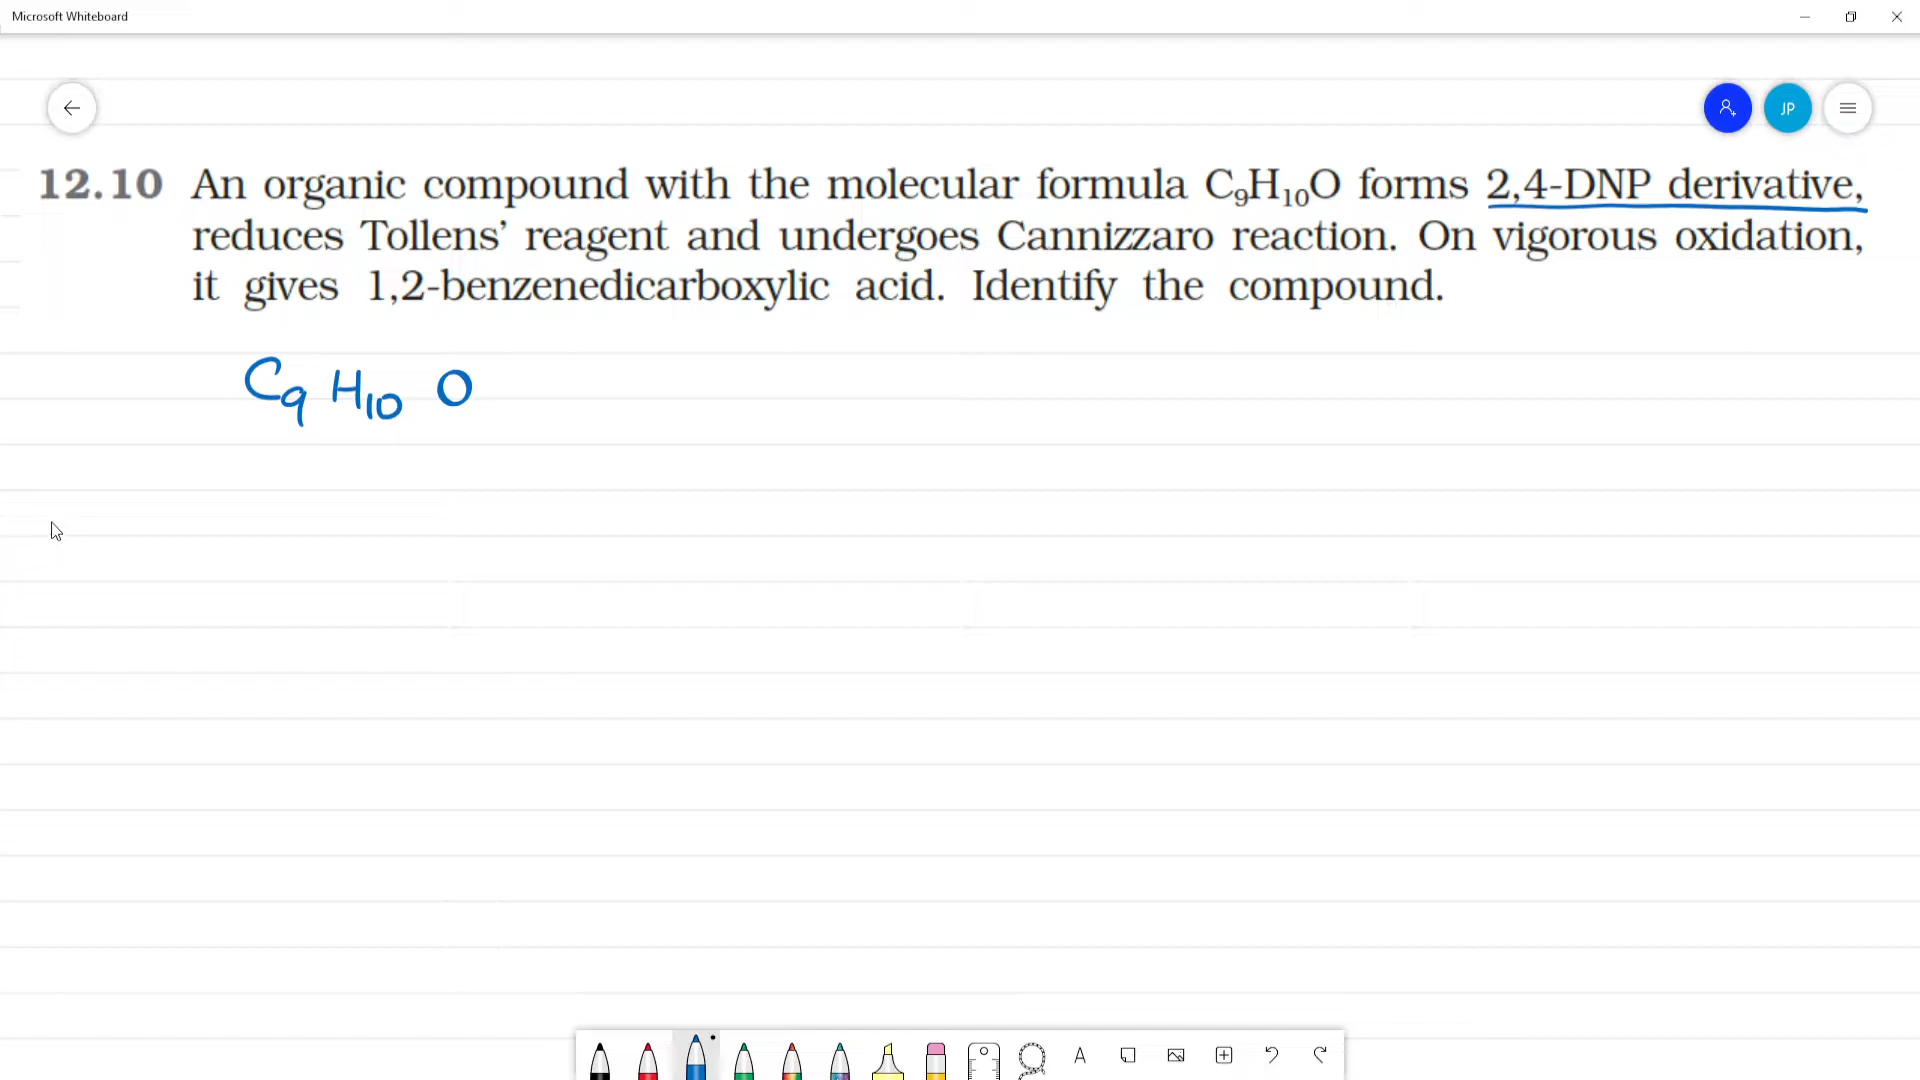 Microsoft Whiteboard
JP
12.10 An organic compound with the molecular formula C₉H₁₀O forms 2,4-DNP derivative,
reduces Tollens’ reagent and undergoes Cannizzaro reaction. On vigorous oxidation,
it gives 1,2-benzenedicarboxylic acid. Identify the compound.
C₉ H₁₀ O
A